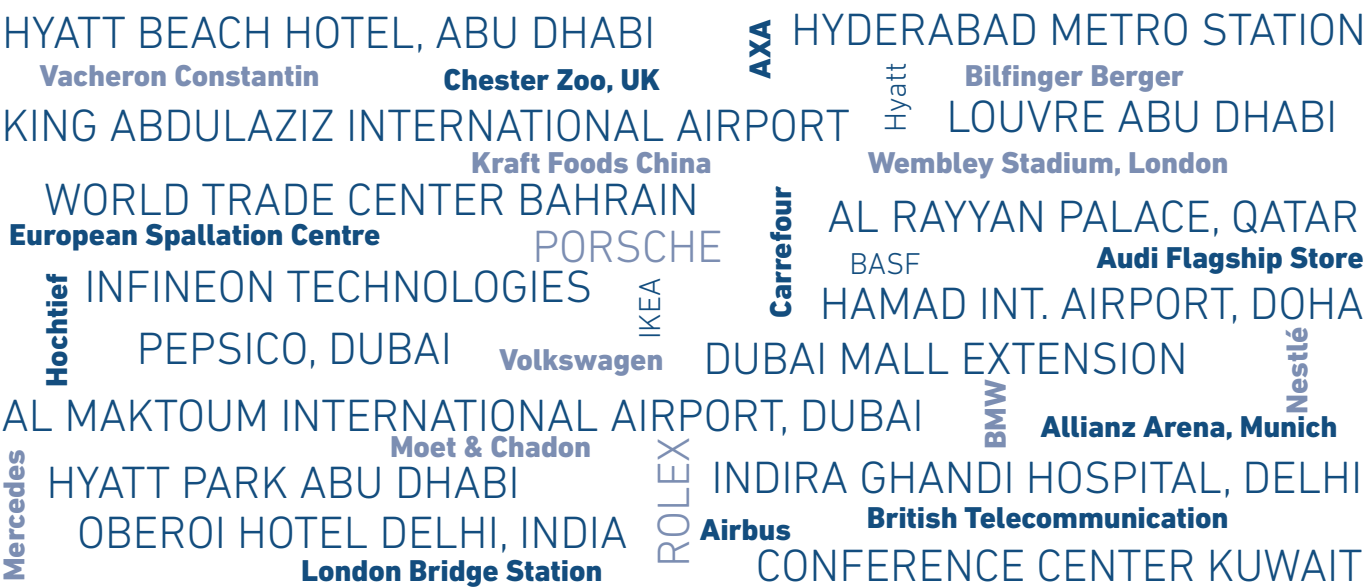 HYATT BEACH HOTEL, ABU DHABI
AXA
HYDERABAD METRO STATION
Vacheron Constantin
Chester Zoo, UK
Hyatt
Bilfinger Berger
KING ABDULAZIZ INTERNATIONAL AIRPORT
LOUVRE ABU DHABI
Kraft Foods China
Wembley Stadium, London
WORLD TRADE CENTER BAHRAIN
Carrefour
AL RAYYAN PALACE, QATAR
European Spallation Centre
PORSCHE
BASF
Audi Flagship Store
Hochtief
INFINEON TECHNOLOGIES
IKEA
HAMAD INT. AIRPORT, DOHA
PEPSICO, DUBAI
Volkswagen
DUBAI MALL EXTENSION
Nestlé
AL MAKTOUM INTERNATIONAL AIRPORT, DUBAI
BMW
Allianz Arena, Munich
Moet & Chadon
Mercedes
HYATT PARK ABU DHABI
ROLEX
INDIRA GHANDI HOSPITAL, DELHI
OBEROI HOTEL DELHI, INDIA
Airbus
British Telecommunication
London Bridge Station
CONFERENCE CENTER KUWAIT